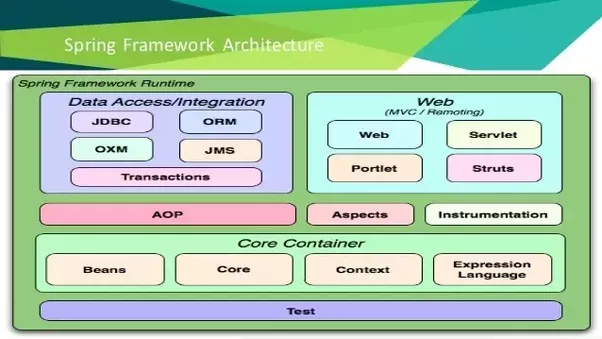 Spring Framework Architecture
Spring Framework Runtime
Data Access/Integration
JDBC
ORM
OXM
JMS
Transactions
Web
(MVC / Remoting)
Web
Servlet
Portlet
Struts
AOP
Aspects
Instrumentation
Core Container
Beans
Core
Context
Expression
Language
Test